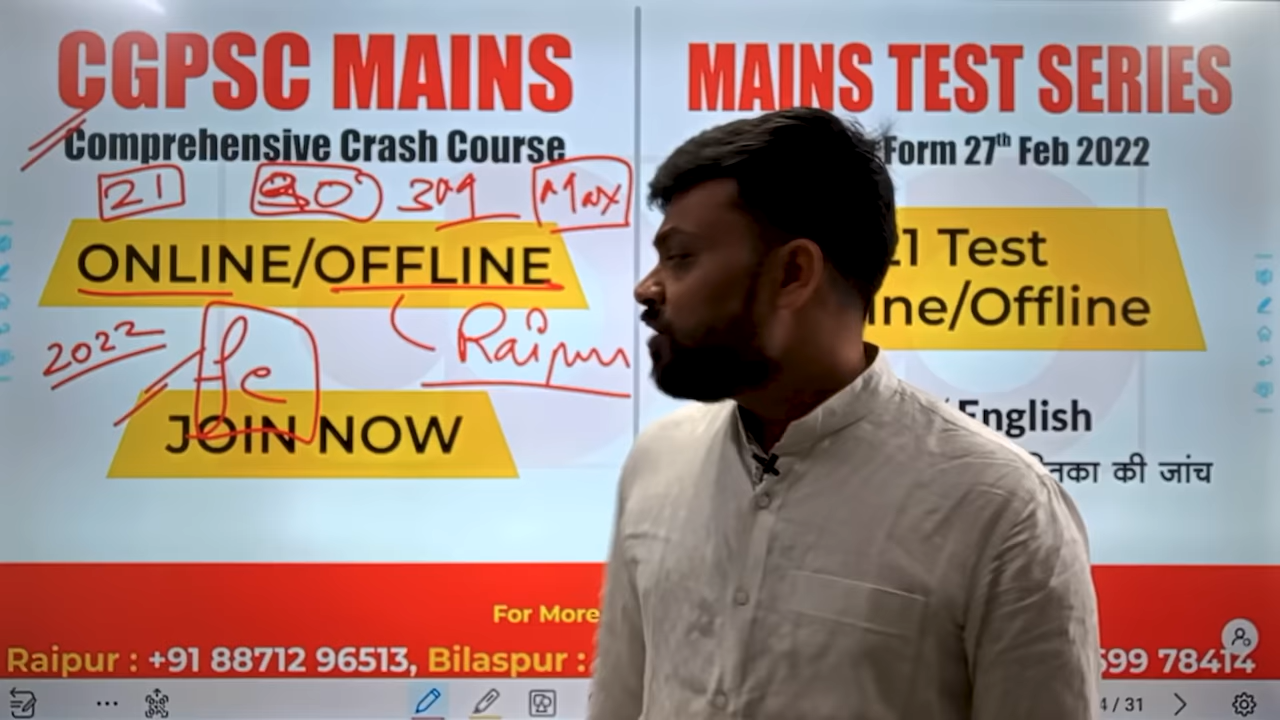 CGPSC MAINS
Comprehensive Crash Course
21 30 Max
ONLINE/OFFLINE
2022 Raipur
JOIN NOW
MAINS TEST SERIES
Form 27th Feb 2022
21 Test
ine/Offline
English
की जांच
For More
Raipur : +91 88712 96513, Bilaspur :
599 78414
4 / 31